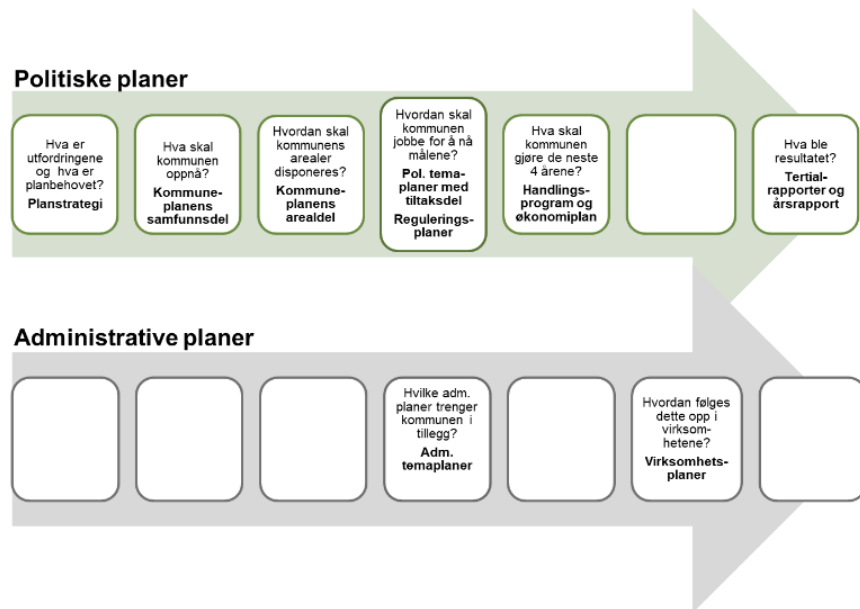 Politiske planer
Hva er
utfordringene
og hva er
planbehovet?
Planstrategi
Hva skal
kommunen
oppnå?
Kommune-
planens
samfunnsdel
Hvordan skal
kommunens
arealer
disponeres?
Kommune-
planens
arealdel
Hvordan skal
kommunen
jobbe for å nå
målene?
Pol. tema-
planer med
tiltaksdel
Regulerings-
planer
Hva skal
kommunen
gjøre de neste
4 årene?
Handlings-
program og
økonomiplan
Hva ble
resultatet?
Tertial-
rapporter og
årsrapport
Administrative planer
Hvilke adm.
planer trenger
kommunen i
tillegg?
Adm.
temaplaner
Hvordan følges
dette opp i
virksom-
hetene?
Virksomhets-
planer